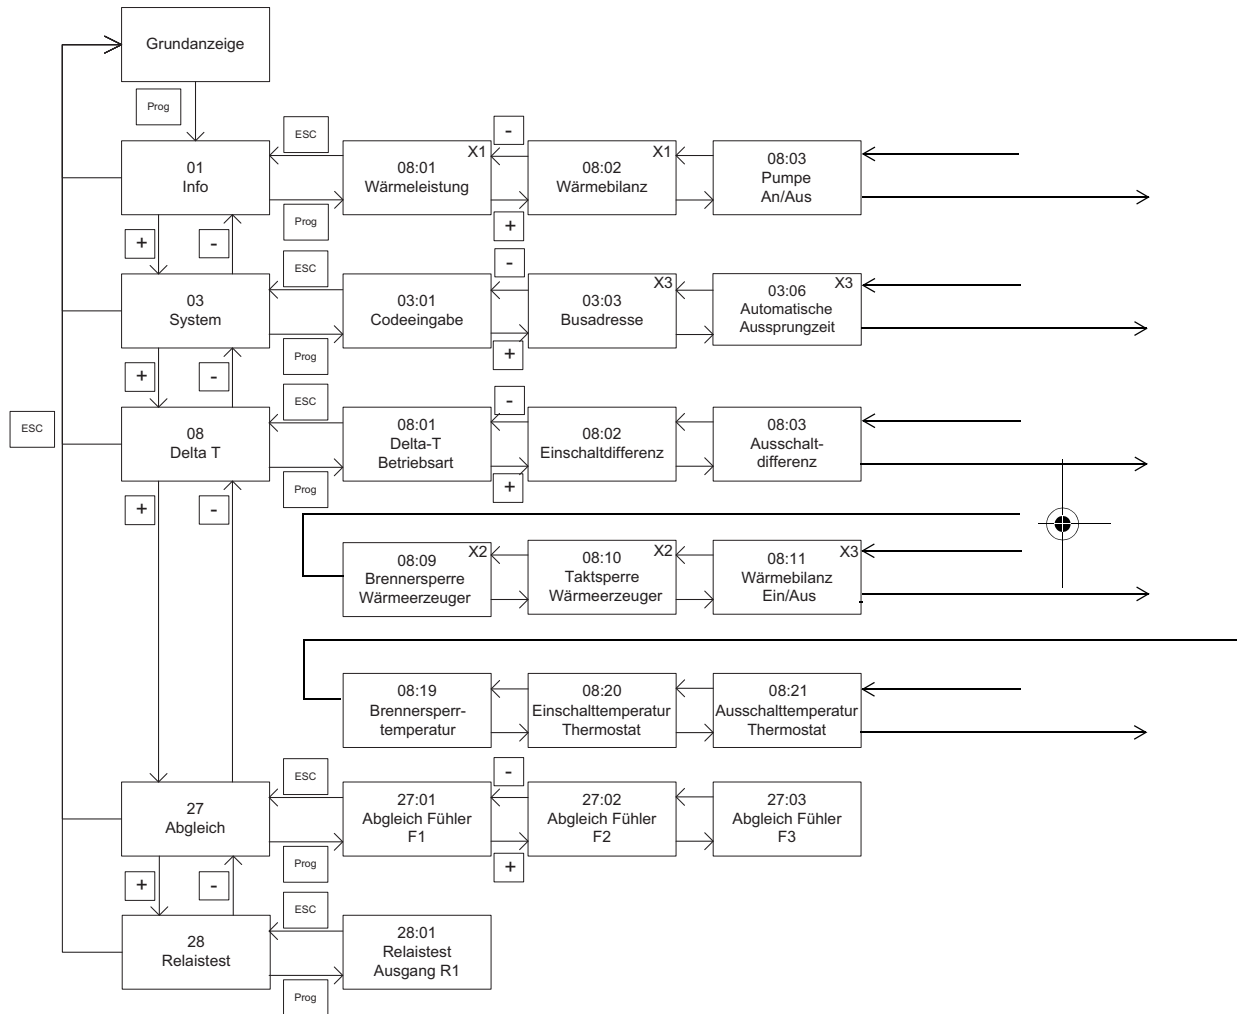 Grundanzeige
Prog
ESC
-
01
Info
08:01
X1
Wärmeleistung
08:02
X1
Wärmebilanz
08:03
Pumpe
An/Aus
Prog
+
+
-
ESC
-
03
System
03:01
Codeeingabe
X3
03:03
Busadresse
03:06
X3
Automatische
Aussprungzeit
Prog
+
+
-
ESC
-
ESC
08
Delta T
08:01
Delta-T
Betriebsart
08:02
Einschaltdifferenz
08:03
Ausschalt-
differenz
Prog
+
+
-
08:09
X2
Brennersperre
Wärmeerzeuger
08:10
X2
Taktsperre
Wärmeerzeuger
08:11
X3
Wärmebilanz
Ein/Aus
08:19
Brennersperr-
temperatur
08:20
Einschalttemperatur
Thermostat
08:21
Ausschalttemperatur
Thermostat
ESC
-
27
Abgleich
27:01
Abgleich Fühler
F1
27:02
Abgleich Fühler
F2
27:03
Abgleich Fühler
F3
Prog
+
+
-
ESC
28
Relaistest
28:01
Relaistest
Ausgang R1
Prog